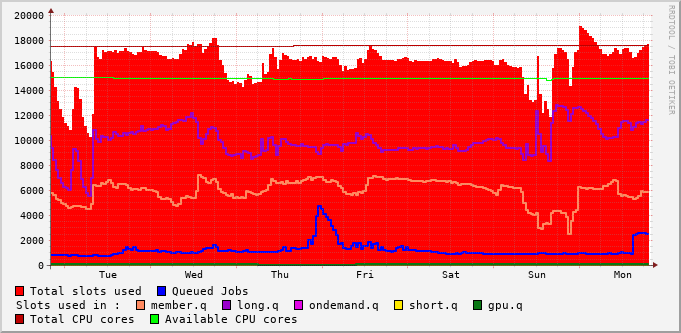 20000
18000
16000
14000
12000
10000
8000
6000
4000
2000
0
Tue Wed Thu Fri Sat Sun Mon
Total slots used Queued Jobs
Slots used in : member.q long.q ondemand.q short.q gpu.q
Total CPU cores Available CPU cores
RRDTOOL / TOBI OETIKER